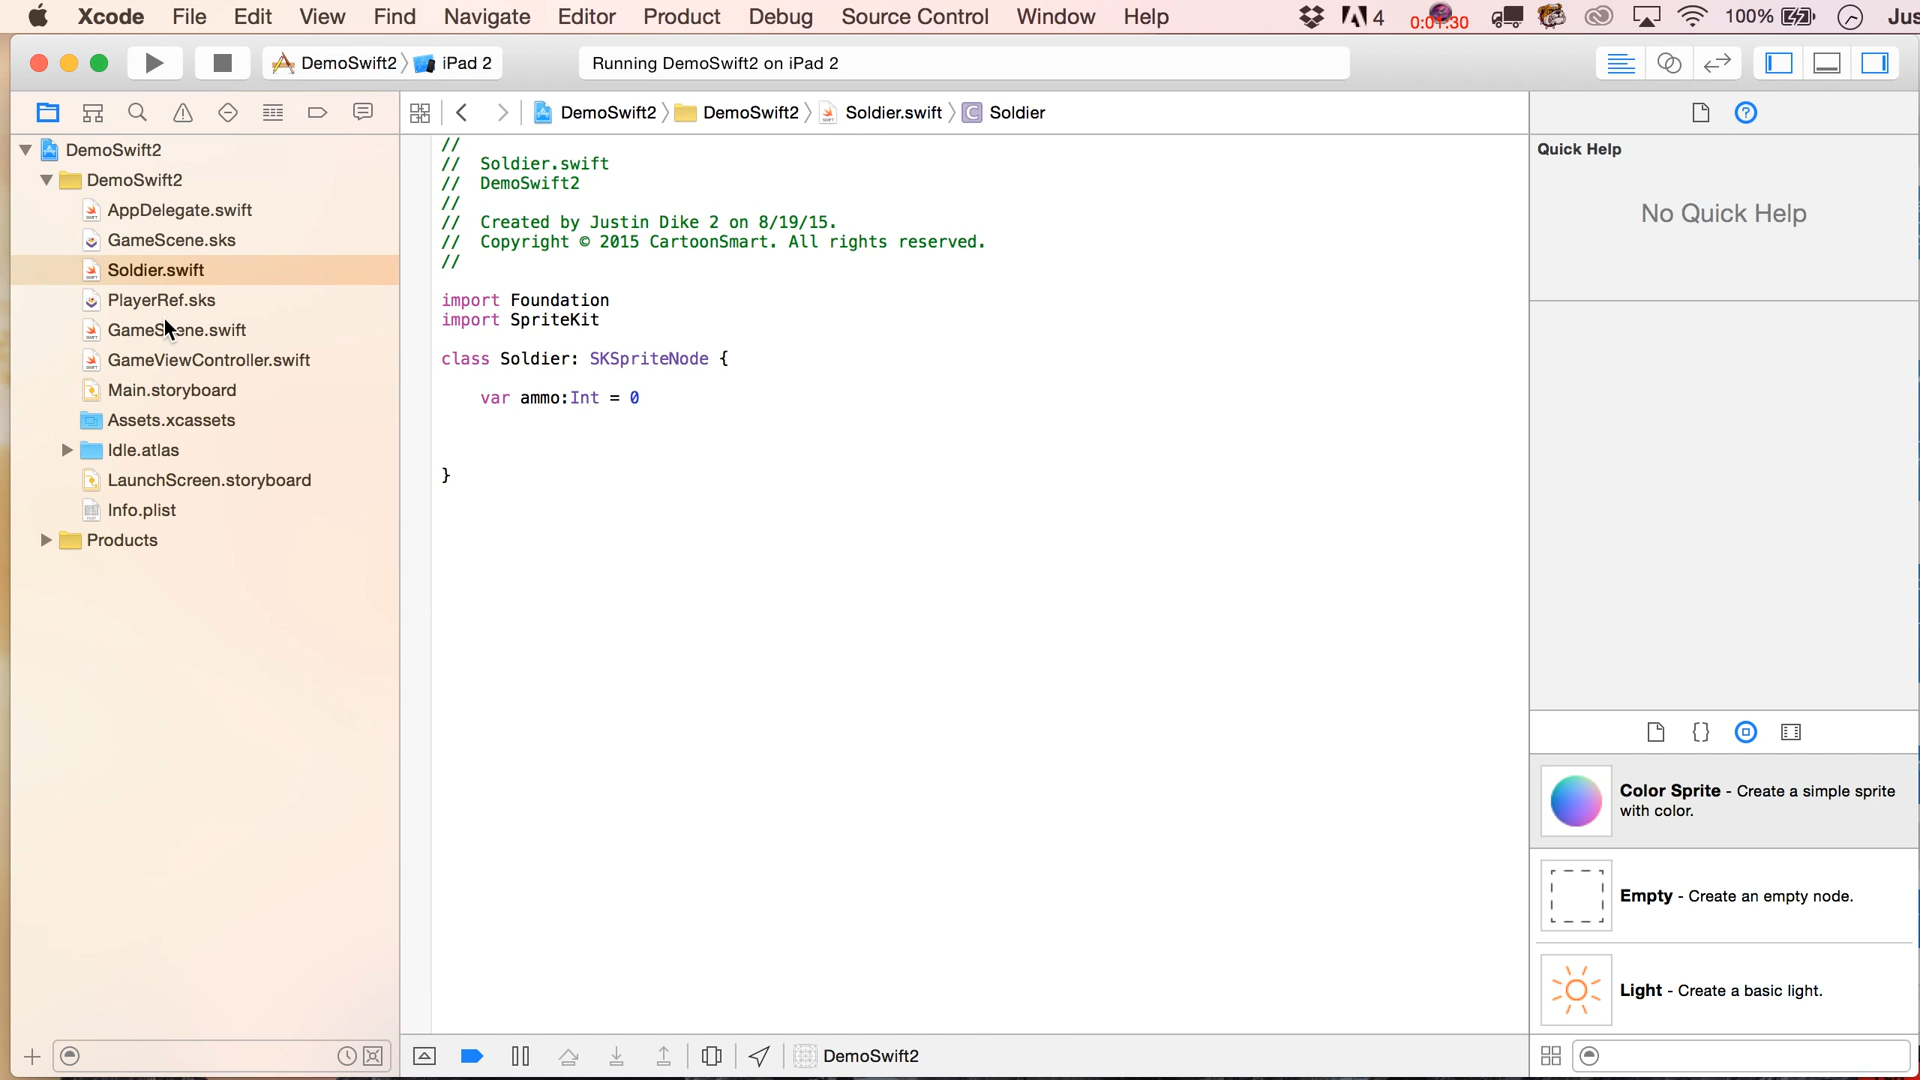 Xcode File Edit View Find Navigate Editor Product Debug Source Control Window Help 4 0:01:30 100% Jus
DemoSwift2 iPad 2 Running DemoSwift2 on iPad 2
DemoSwift2 DemoSwift2 Soldier.swift C Soldier
DemoSwift2
DemoSwift2
AppDelegate.swift
GameScene.sks
Soldier.swift
PlayerRef.sks
GameScene.swift
GameViewController.swift
Main.storyboard
Assets.xcassets
Idle.atlas
LaunchScreen.storyboard
Info.plist
Products
//
// Soldier.swift
// DemoSwift2
//
// Created by Justin Dike 2 on 8/19/15.
// Copyright © 2015 CartoonSmart. All rights reserved.
//
import Foundation
import SpriteKit
class Soldier: SKSpriteNode {
var ammo:Int = 0
}
DemoSwift2
Quick Help
No Quick Help
Color Sprite - Create a simple sprite
with color.
Empty - Create an empty node.
Light - Create a basic light.